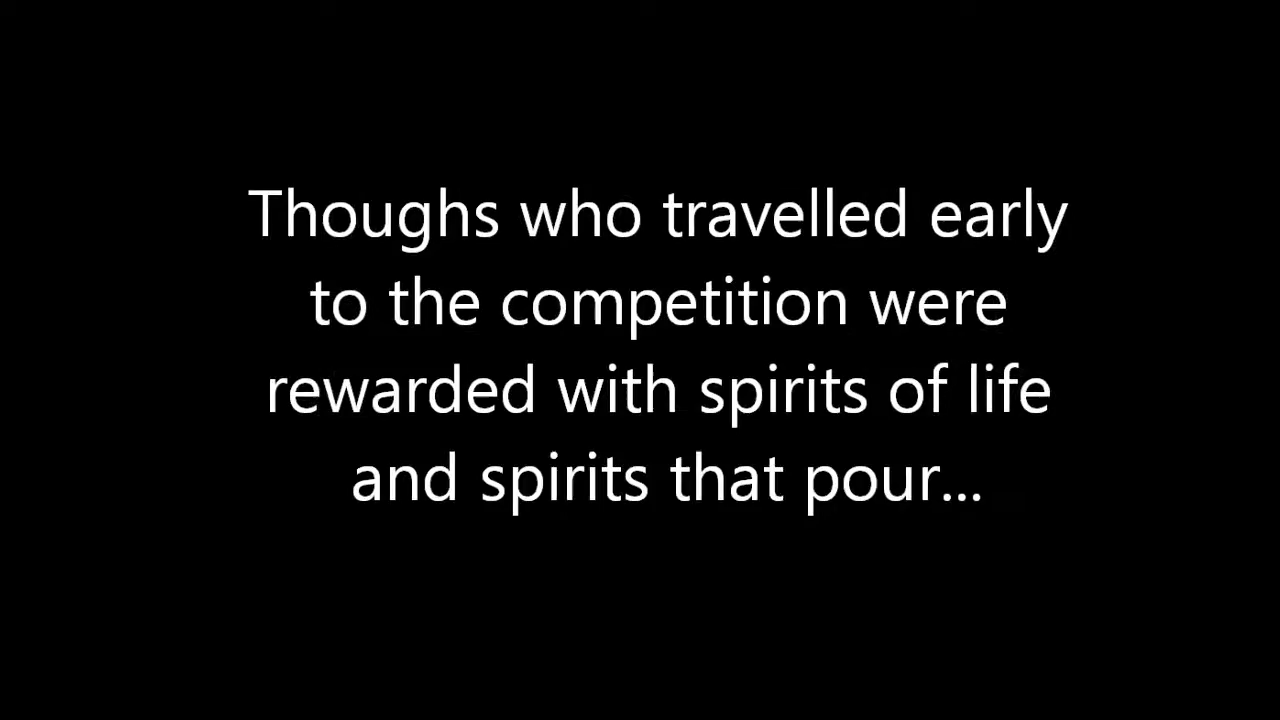 Thoughs who travelled early
to the competition were
rewarded with spirits of life
and spirits that pour...